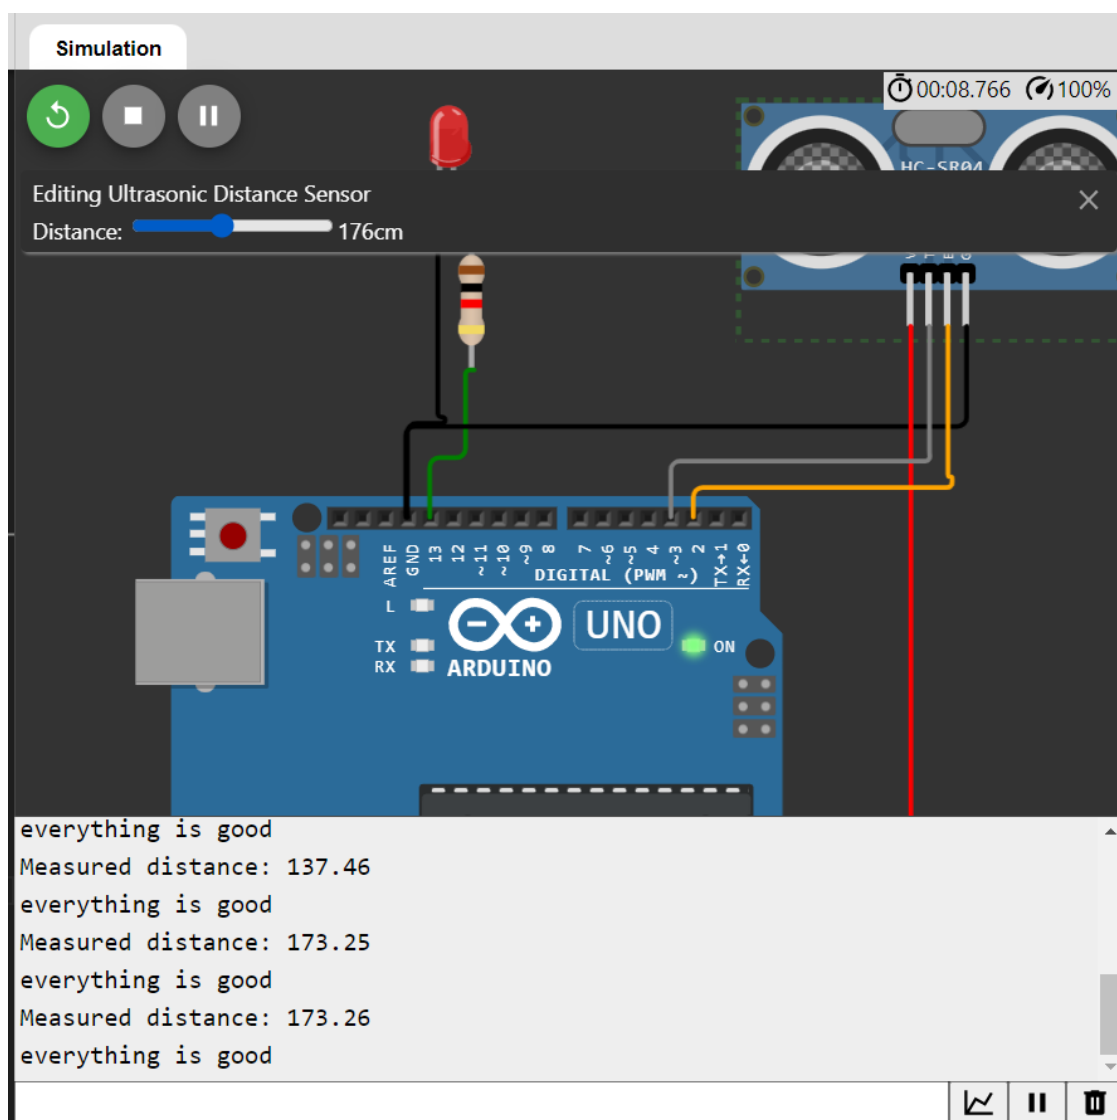 Simulation
00:08.766 100%
HC-SR04
Editing Ultrasonic Distance Sensor
Distance: 176cm
AREF
GND
13
12
~11
~10
~9
8
7
~6
~5
4
~3
2
TX→1
RX←0
DIGITAL (PWM ~)
L
TX
RX
UNO
ON
ARDUINO
everything is good
Measured distance: 137.46
everything is good
Measured distance: 173.25
everything is good
Measured distance: 173.26
everything is good